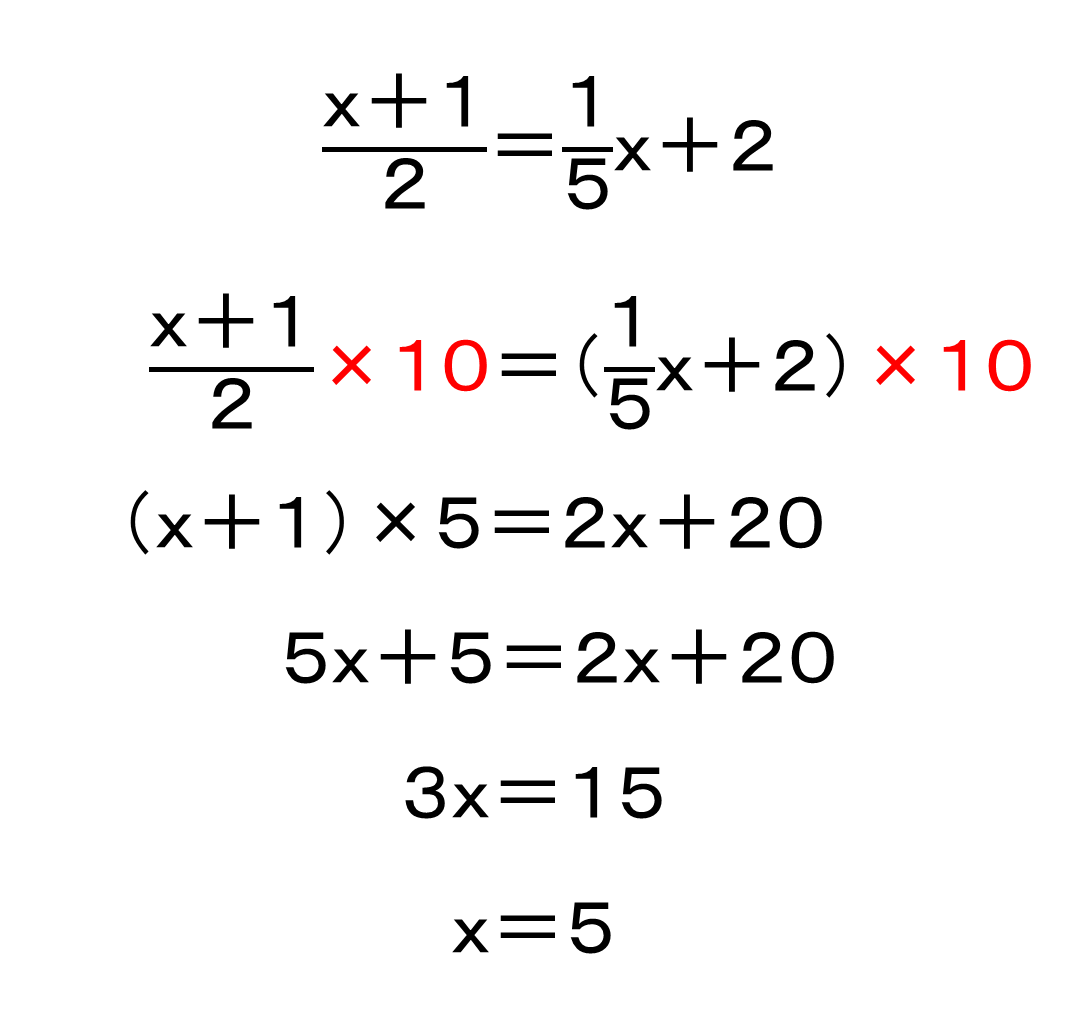 x+1/2=1/5x+2
x+1/2×10=(1/5x+2)×10
(x+1)×5=2x+20
5x+5=2x+20
3x=15
x=5